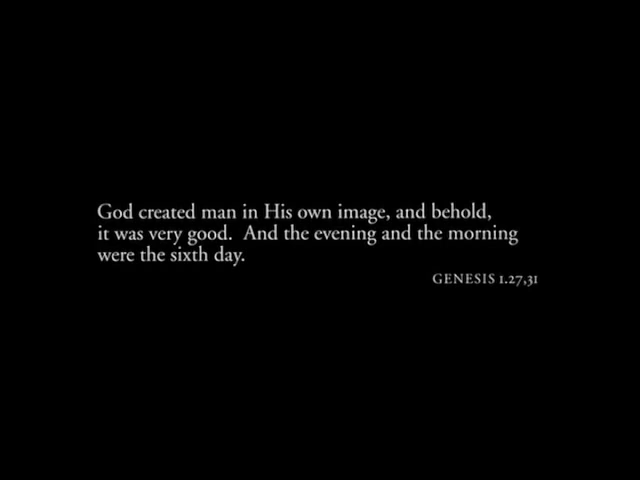 God created man in His own image, and behold,
it was very good. And the evening and the morning
were the sixth day.
GENESIS 1.27,31